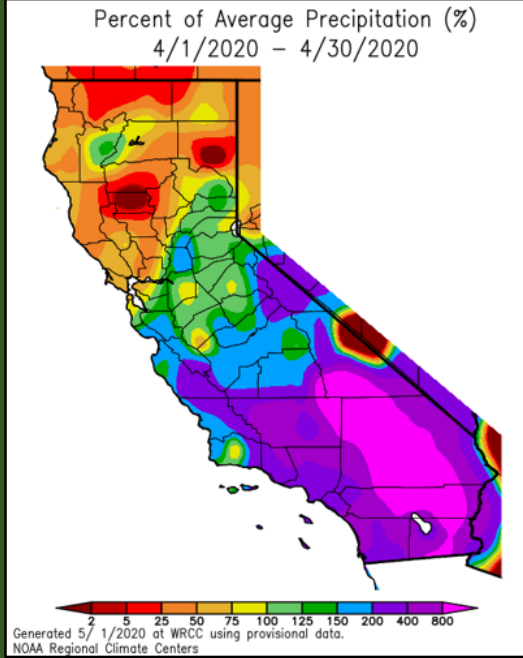 Percent of Average Precipitation (%)
4/1/2020 – 4/30/2020
2 5 25 50 75 100 125 150 200 400 800
Generated 5/ 1/2020 at WRCC using provisional data.
NOAA Regional Climate Centers